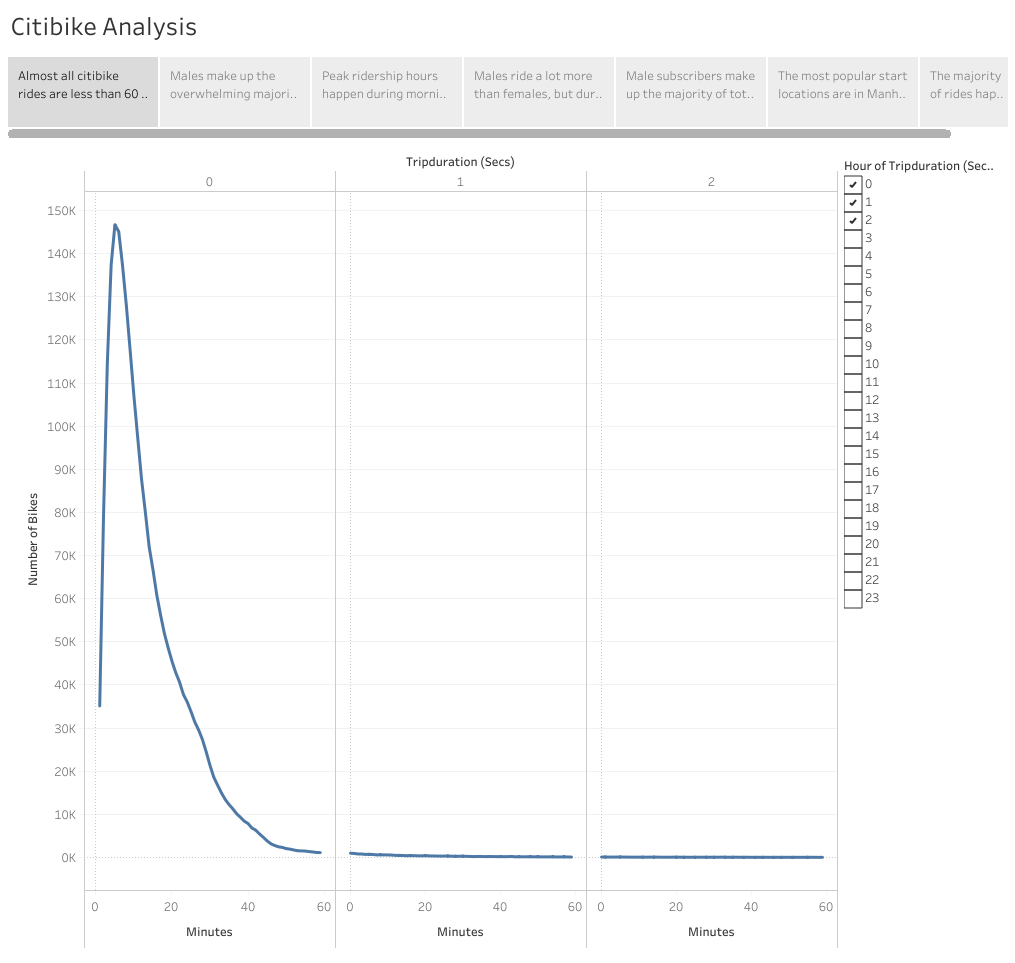 Citibike Analysis
Almost all citibike
rides are less than 60 ..
Males make up the
overwhelming majori..
Peak ridership hours
happen during morni..
Males ride a lot more
than females, but dur..
Male subscribers make
up the majority of tot..
The most popular start
locations are in Manh..
The majority
of rides hap..
Tripduration (Secs)
0
1
2
150K
140K
130K
120K
110K
100K
90K
80K
70K
60K
50K
40K
30K
20K
10K
0K
Number of Bikes
0 20 40 60
0 20 40 60
0 20 40 60
Minutes
Minutes
Minutes
Hour of Tripduration (Sec..
0
1
2
3
4
5
6
7
8
9
10
11
12
13
14
15
16
17
18
19
20
21
22
23